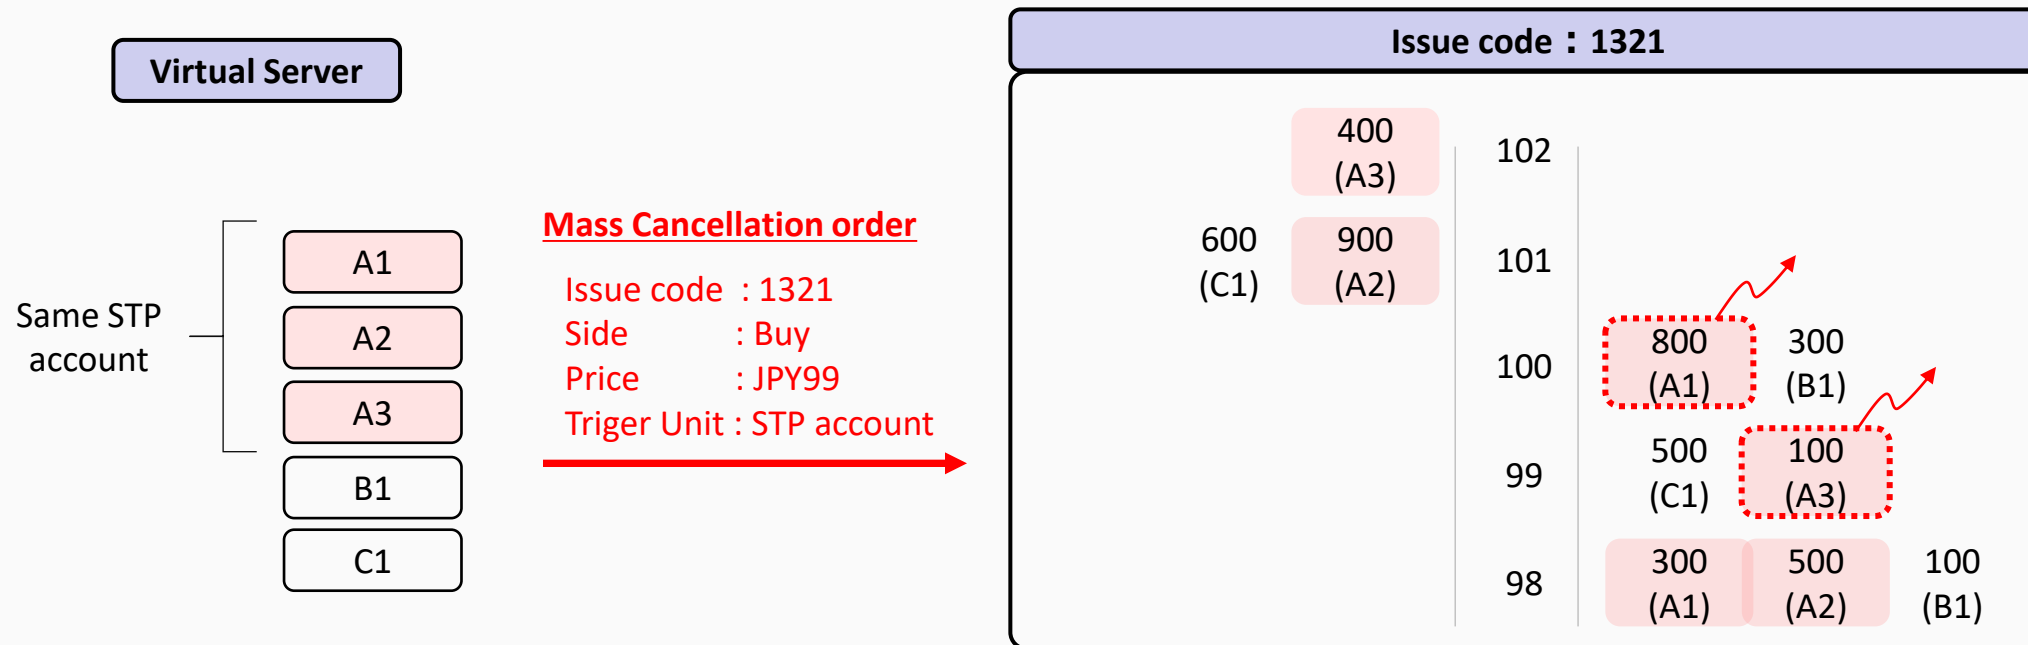 Virtual Server
Same STP
account
A1
A2
A3
B1
C1
Mass Cancellation order
Issue code : 1321
Side : Buy
Price : JPY99
Triger Unit : STP account
Issue code：1321
400
(A3)
102
600
(C1)
900
(A2)
101
100
800
(A1)
300
(B1)
99
500
(C1)
100
(A3)
98
300
(A1)
500
(A2)
100
(B1)